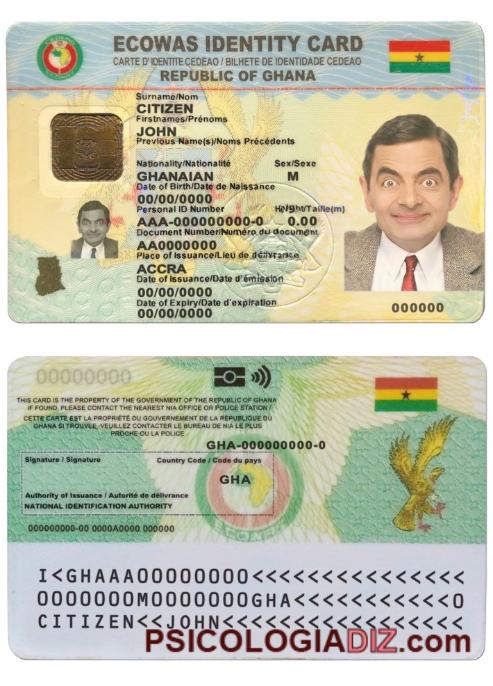 ECOWAS IDENTITY CARD
CARTE D'IDENTITE CEDEAO / BILHETE DE IDENTIDADE CEDEAO
REPUBLIC OF GHANA
Surname/Nom
CITIZEN
Firstnames/Prénoms
JOHN
Previous Name(s)/Noms Précédents
Nationality/Nationalité Sex/Sexe
GHANAIAN M
Date of Birth/Date de Naissance
00/00/0000
Personal ID Number Height/Taille(m)
AAA-000000000-0 0.00
Document Number/Numéro du document
AA0000000
Place of Issuance/Lieu de délivrance
ACCRA
Date of Issuance/Date d'émission
00/00/0000
Date of Expiry/Date d'expiration
00/00/0000
000000
00000000
THIS CARD IS THE PROPERTY OF THE GOVERNMENT OF THE REPUBLIC OF GHANA
IF FOUND, PLEASE CONTACT THE NEAREST NIA OFFICE OR POLICE STATION /
CETTE CARTE EST LA PROPRIÉTÉ DU GOUVERNEMENT DE LA RÉPUBLIQUE DU
GHANA SI TROUVÉE, VEUILLEZ CONTACTER LE BUREAU DE NIA LE PLUS
PROCHE OU LA POLICE
GHA-000000000-0
Signature / Signature Country Code / Code du pays
GHA
Authority of Issuance / Autorité de délivrance
NATIONAL IDENTIFICATION AUTHORITY
000000000-00 0000A0000 000000
I<GHAAA00000000<<<<<<<<<<<<<<<
0000000M0000000GHA<<<<<<<<<<<0
CITIZEN<<JOHN<<<<<<<<<<<<<<<<<
PSICOLOGIADIZ.com